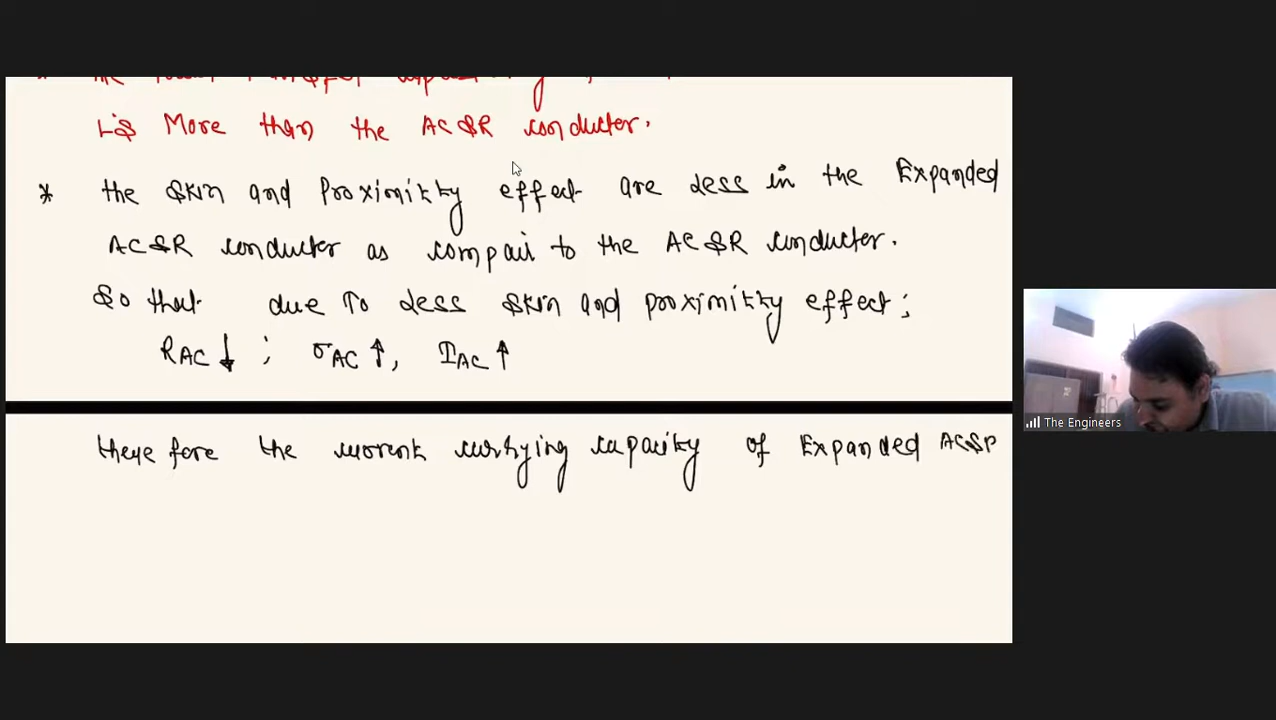 is More than the ACSR conductor.
* the skin and Proximity effect are less in the Expanded
ACSR conductor as compair to the ACSR conductor.
So that due To less skin and proximity effect;
RAC ↓ ; σAC ↑, IAC ↑
therefore the current carrying capacity of Expanded ACSR
The Engineers